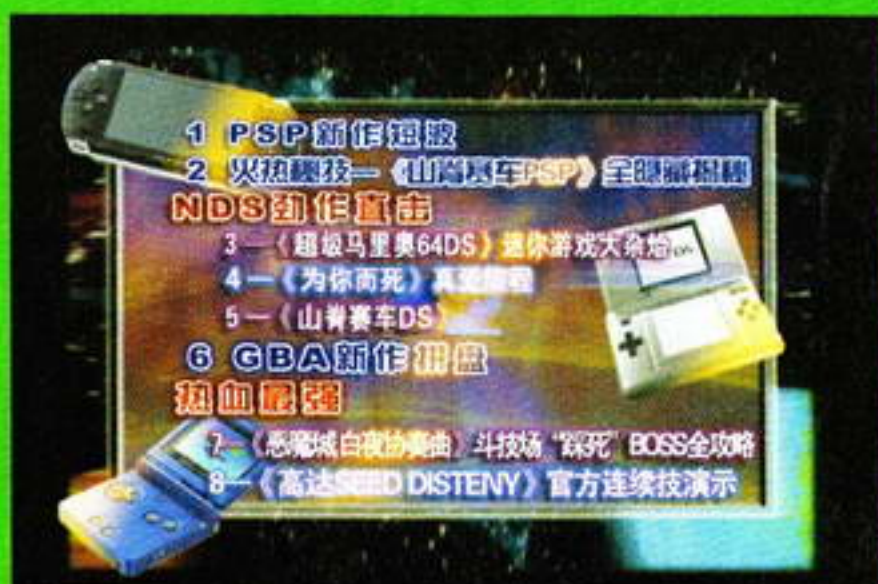 1 PSP新作短波
2 火热秘技—《山脊赛车PSP》全隐藏揭秘
NDS劲作直击
3—《超级马里奥64DS》迷你游戏大杂烩
4—《为你而死》真爱
5—《山脊赛车DS》
6 GBA新作拼盘
热血最强
7—《恶魔城白夜协奏曲》斗技场“踩死”BOSS全攻略
8—《高达SEED DISTENY》官方连续技演示